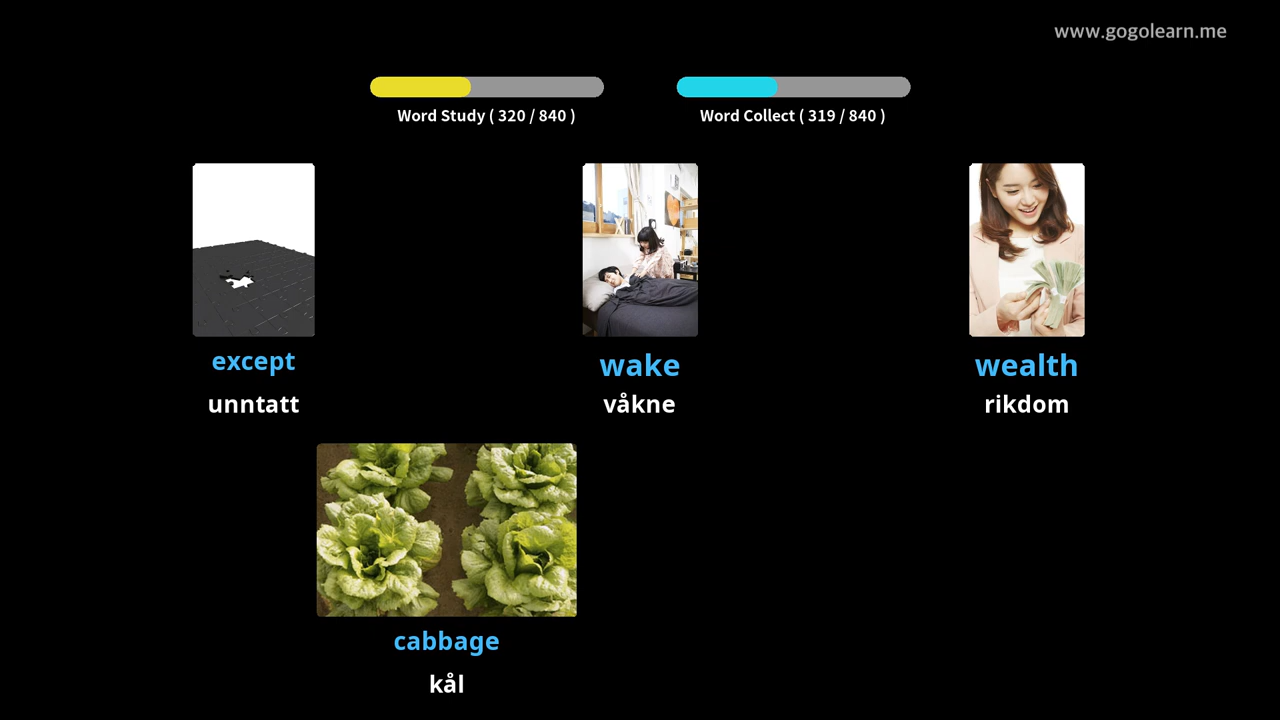 www.gogolearn.me
Word Study ( 320 / 840 )
Word Collect ( 319 / 840 )
except
unntatt
wake
våkne
wealth
rikdom
cabbage
kål